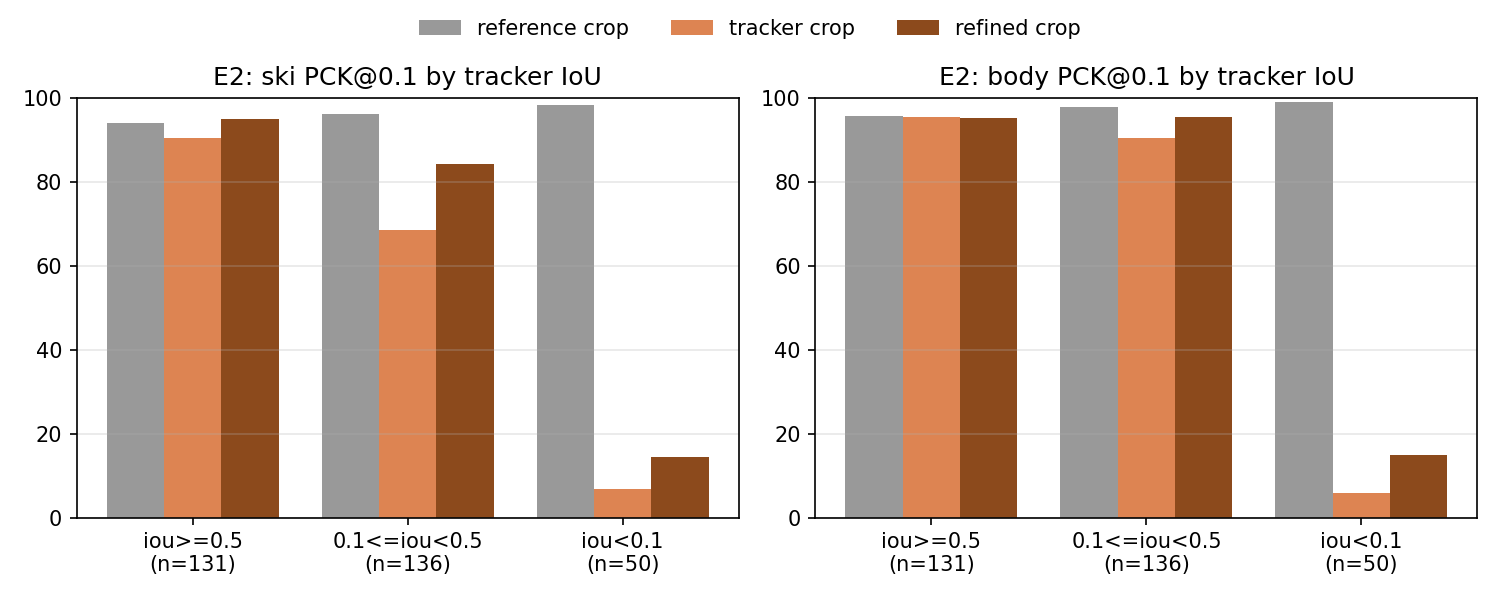 reference crop tracker crop refined crop
E2: ski PCK@0.1 by tracker IoU
100
80
60
40
20
0
iou>=0.5
(n=131)
0.1<=iou<0.5
(n=136)
iou<0.1
(n=50)
E2: body PCK@0.1 by tracker IoU
100
80
60
40
20
0
iou>=0.5
(n=131)
0.1<=iou<0.5
(n=136)
iou<0.1
(n=50)